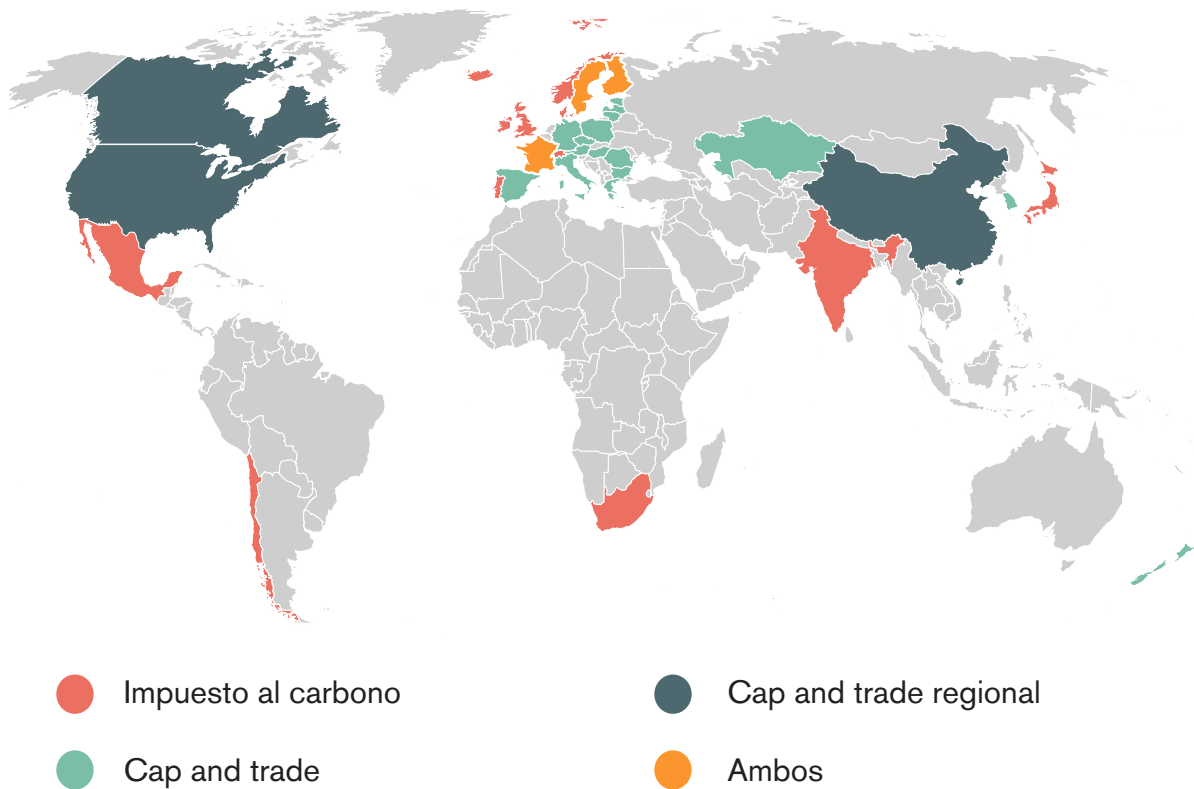 Impuesto al carbono
Cap and trade regional
Cap and trade
Ambos